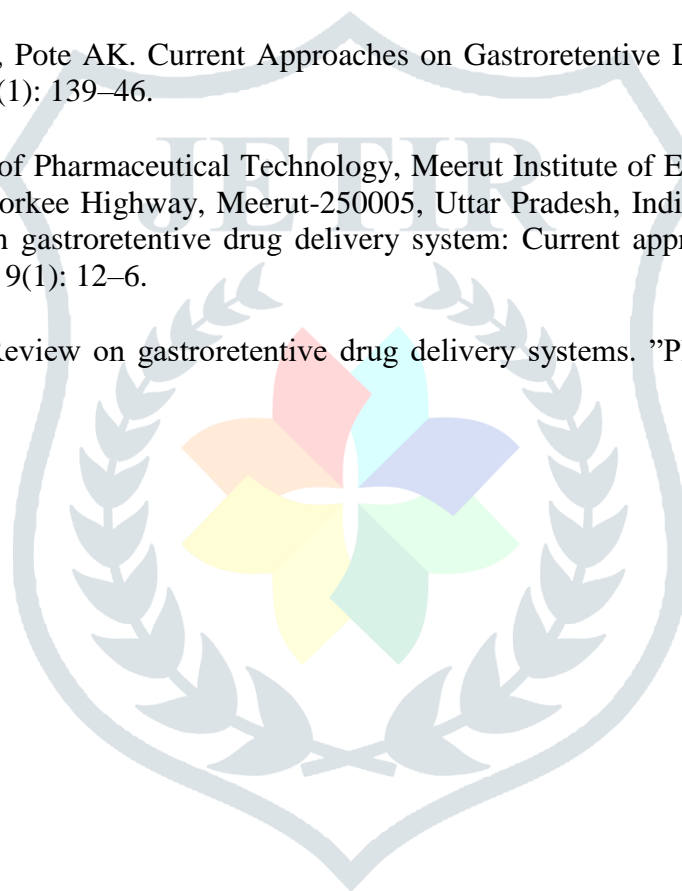 , Pote AK. Current Approaches on Gastroretentive D
(1): 139–46.
JETIR
of Pharmaceutical Technology, Meerut Institute of E
orkee Highway, Meerut-250005, Uttar Pradesh, Indi
n gastroretentive drug delivery system: Current appr
9(1): 12–6.
Review on gastroretentive drug delivery systems. ”Pl